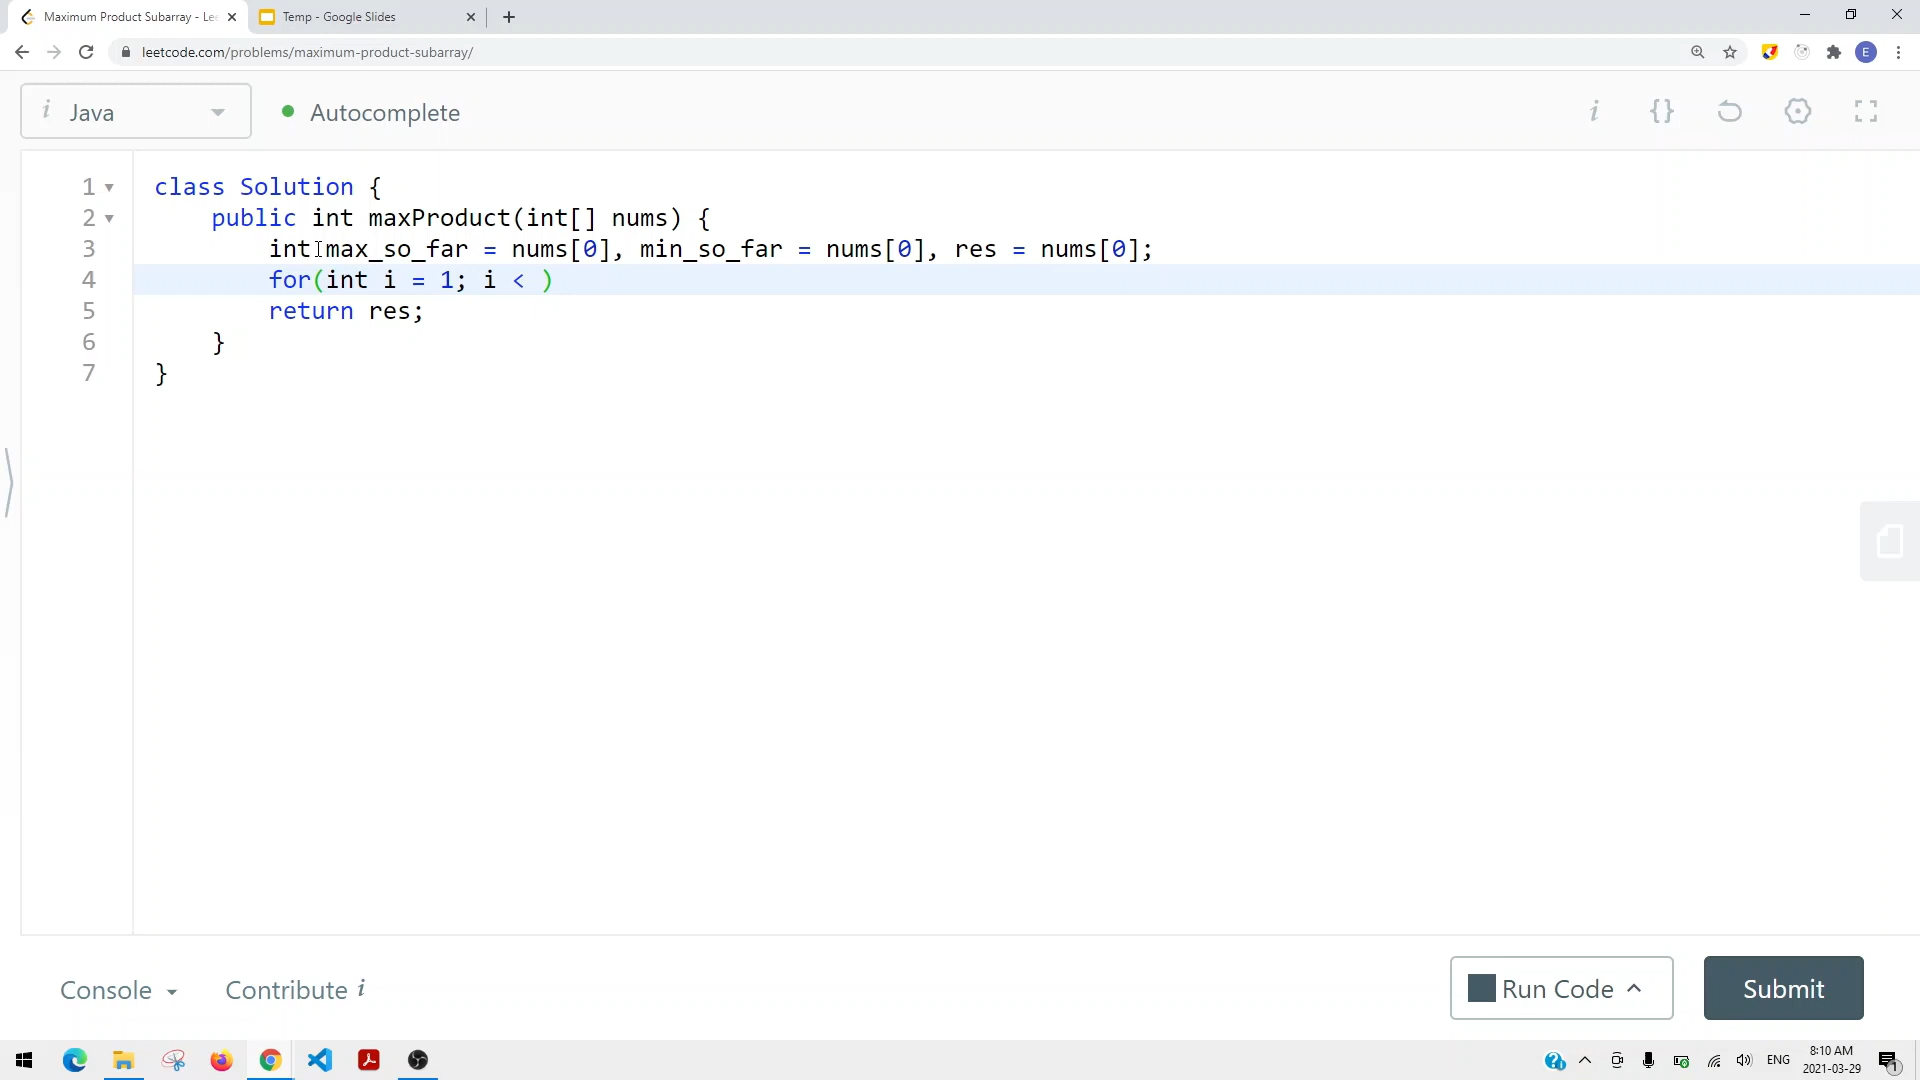 Maximum Product Subarray - Lee
Temp - Google Slides
leetcode.com/problems/maximum-product-subarray/
E
i Java
Autocomplete
i {}
1 class Solution {
2 public int maxProduct(int[] nums) {
3 int max_so_far = nums[0], min_so_far = nums[0], res = nums[0];
4 for(int i = 1; i < )
5 return res;
6 }
7 }
Console
Contribute i
Run Code
Submit
ENG
8:10 AM
2021-03-29
1